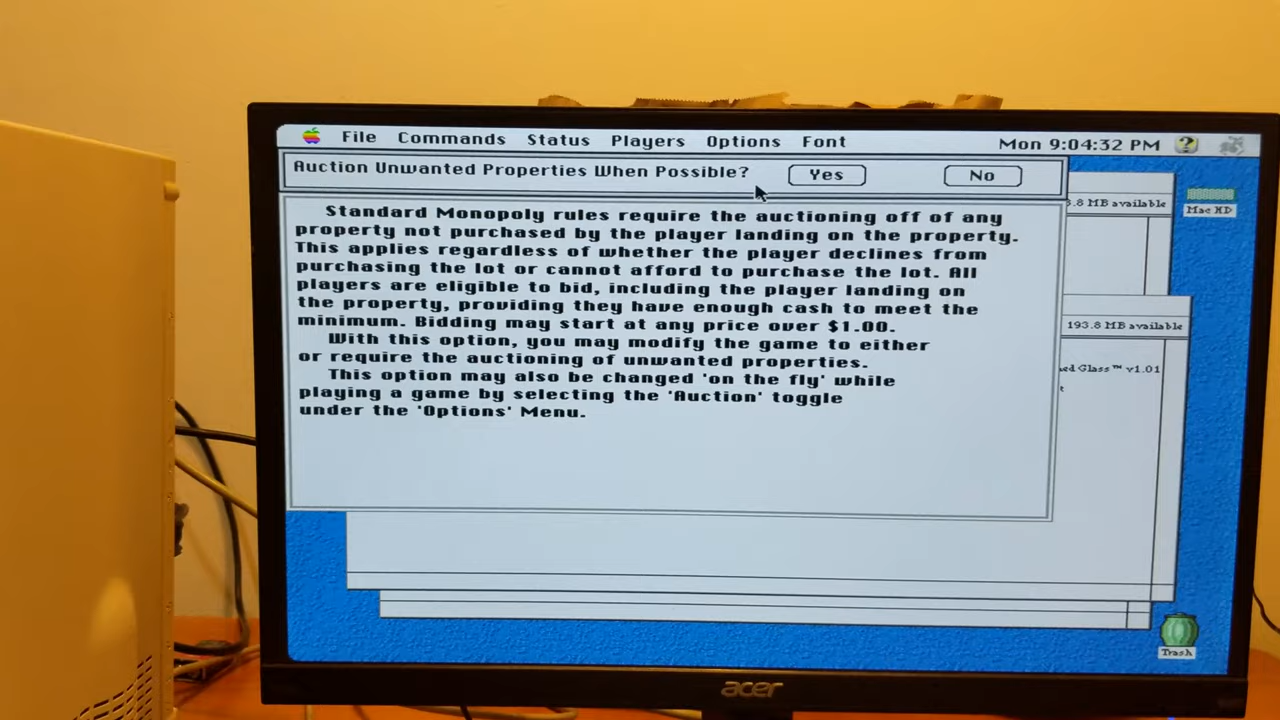 File Commands Status Players Options Font Mon 9:04:32 PM
Auction Unwanted Properties When Possible? Yes No
Standard Monopoly rules require the auctioning off of any
property not purchased by the player landing on the property.
This applies regardless of whether the player declines from
purchasing the lot or cannot afford to purchase the lot. All
players are eligible to bid, including the player landing on
the property, providing they have enough cash to meet the
minimum. Bidding may start at any price over $1.00.
With this option, you may modify the game to either
or require the auctioning of unwanted properties.
This option may also be changed 'on the fly' while
playing a game by selecting the 'Auction' toggle
under the 'Options' Menu.
3.8 MB available
Mac HD
193.8 MB available
ed Glass™ v1.01
Trash
acer